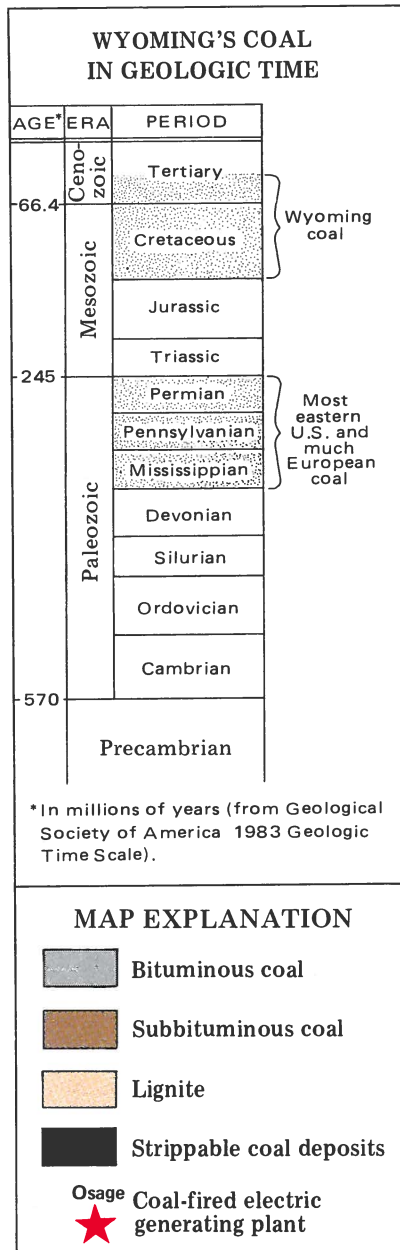 WYOMING'S COAL
IN GEOLOGIC TIME
AGE* ERA PERIOD
Ceno-
zoic
Tertiary
66.4
Wyoming
coal
Mesozoic
Cretaceous
Jurassic
Triassic
245
Paleozoic
Permian
Pennsylvanian
Mississippian
Most
eastern
U.S. and
much
European
coal
Devonian
Silurian
Ordovician
Cambrian
570
Precambrian
*In millions of years (from Geological
Society of America 1983 Geologic
Time Scale).
MAP EXPLANATION
Bituminous coal
Subbituminous coal
Lignite
Strippable coal deposits
Osage
Coal-fired electric
generating plant